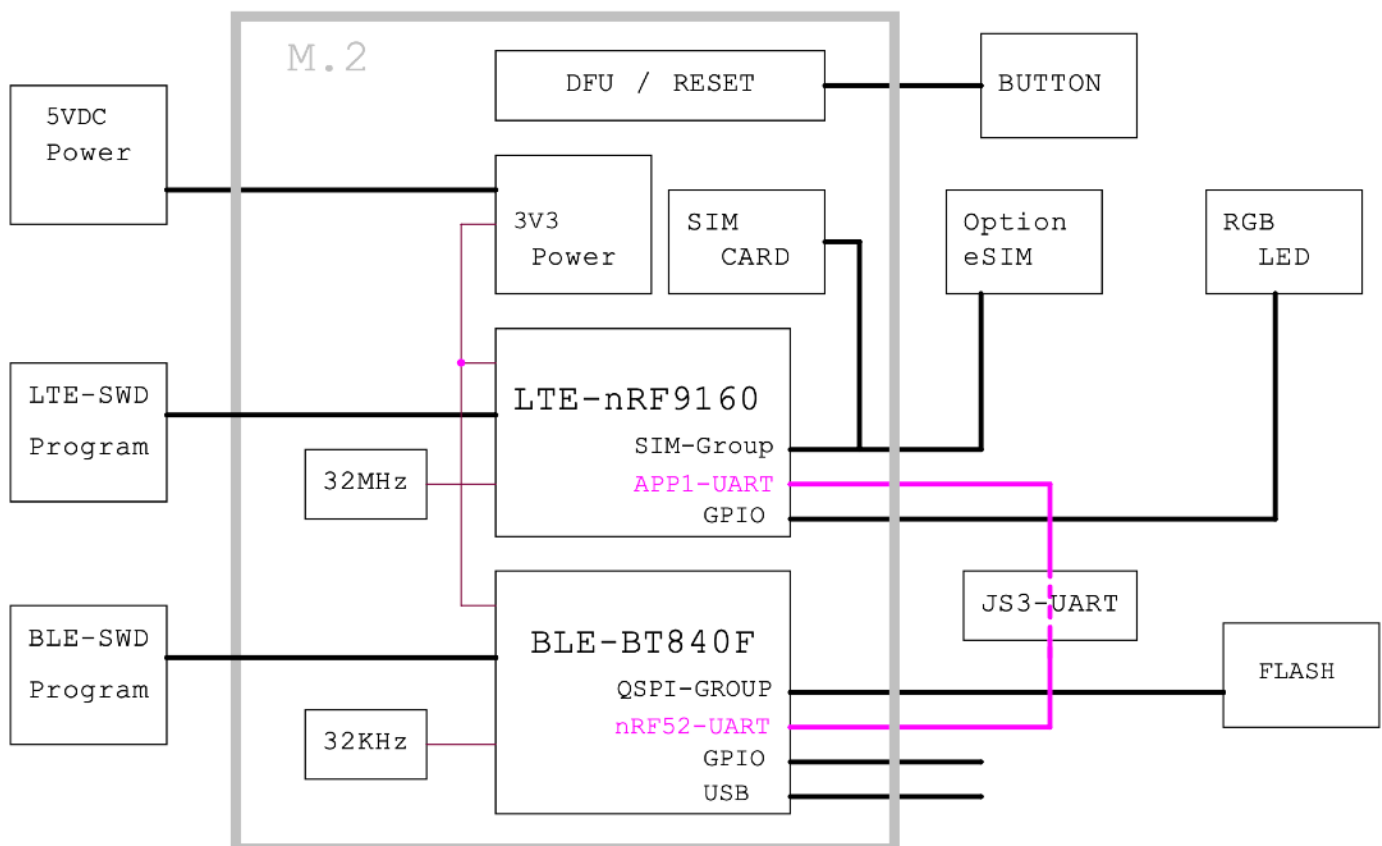 M.2
DFU / RESET
BUTTON
5VDC
Power
3V3
Power
SIM
CARD
Option
eSIM
RGB
LED
LTE-SWD
Program
LTE-nRF9160
SIM-Group
APP1-UART
GPIO
32MHz
JS3-UART
BLE-SWD
Program
BLE-BT840F
QSPI-GROUP
nRF52-UART
GPIO
USB
32KHz
FLASH